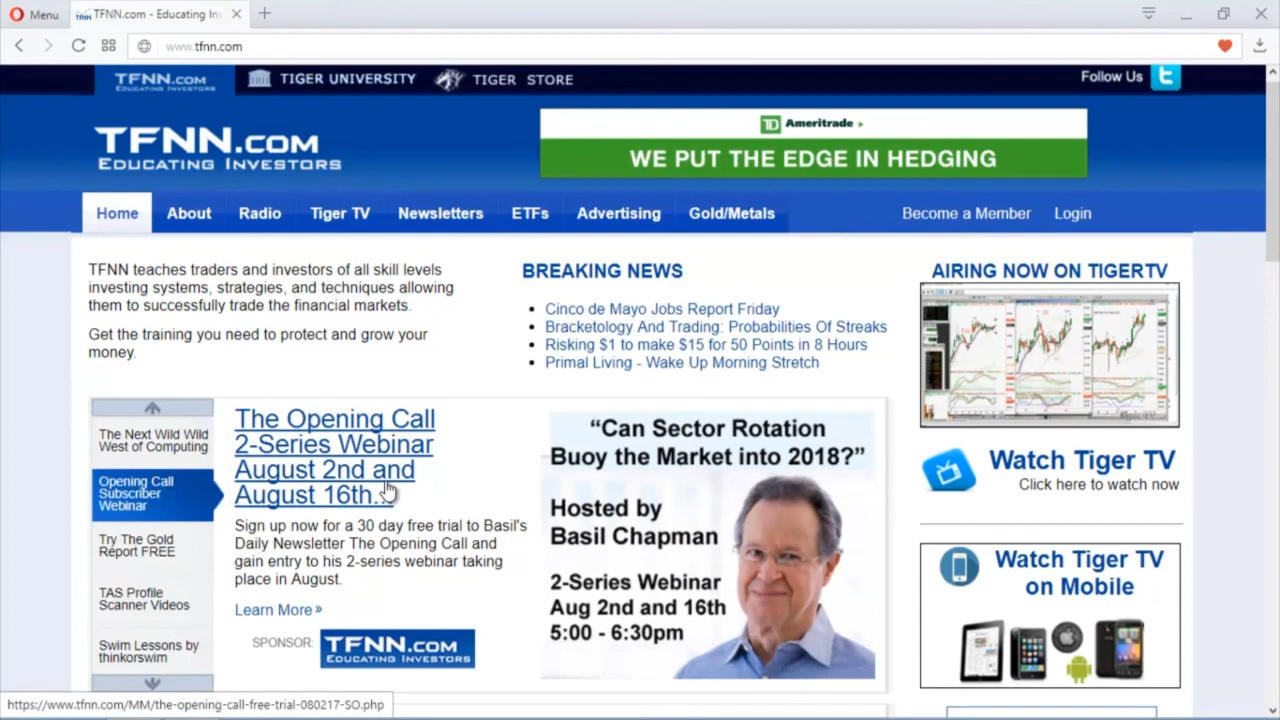 Menu
TFNN.com - Educating In
www.tfnn.com
TFNN.COM
EDUCATING INVESTORS
TIGER UNIVERSITY
TIGER STORE
Follow Us
TFNN.COM
EDUCATING INVESTORS
TD Ameritrade
WE PUT THE EDGE IN HEDGING
Home
About
Radio
Tiger TV
Newsletters
ETFs
Advertising
Gold/Metals
Become a Member
Login
TFNN teaches traders and investors of all skill levels
investing systems, strategies, and techniques allowing
them to successfully trade the financial markets.
Get the training you need to protect and grow your
money.
BREAKING NEWS
Cinco de Mayo Jobs Report Friday
Bracketology And Trading: Probabilities Of Streaks
Risking $1 to make $15 for 50 Points in 8 Hours
Primal Living - Wake Up Morning Stretch
AIRING NOW ON TIGERTV
Watch Tiger TV
Click here to watch now
Watch Tiger TV
on Mobile
The Next Wild Wild
West of Computing
Opening Call
Subscriber
Webinar
Try The Gold
Report FREE
TAS Profile
Scanner Videos
Swim Lessons by
thinkorswim
The Opening Call
2-Series Webinar
August 2nd and
August 16th...
Sign up now for a 30 day free trial to Basil's
Daily Newsletter The Opening Call and
gain entry to his 2-series webinar taking
place in August.
Learn More »
SPONSOR:
TFNN.COM
EDUCATING INVESTORS
“Can Sector Rotation
Buoy the Market into 2018?”
Hosted by
Basil Chapman
2-Series Webinar
Aug 2nd and 16th
5:00 - 6:30pm
https://www.tfnn.com/MM/the-opening-call-free-trial-080217-SO.php